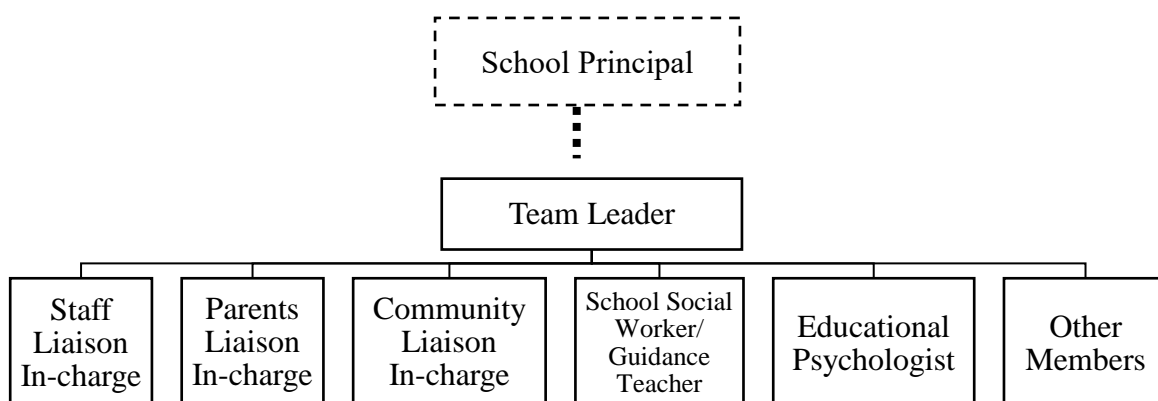 School Principal
Team Leader
Staff
Liaison
In-charge
Parents
Liaison
In-charge
Community
Liaison
In-charge
School Social
Worker/
Guidance
Teacher
Educational
Psychologist
Other
Members